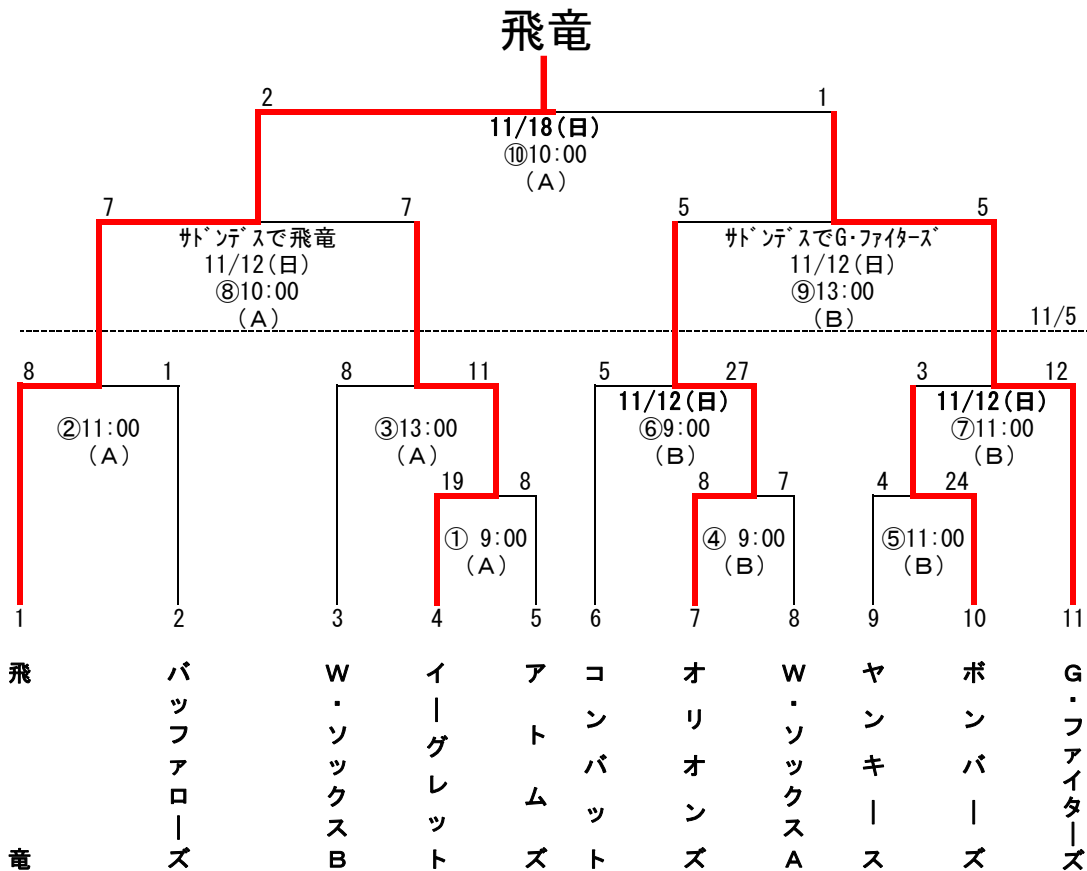 飛竜
2 1
11/18(日)
⑩10:00
(A)
7 7 5 5
ｻﾄﾞﾝﾃﾞｽで飛竜 ｻﾄﾞﾝﾃﾞｽでG･ﾌｧｲﾀｰｽﾞ
11/12(日) 11/12(日)
⑧10:00 ⑨13:00
(A) (B)
11/5
8 1 8 11 5 27 3 12
11/12(日) 11/12(日)
②11:00 ③13:00 ⑥9:00 ⑦11:00
(A) (A) (B) (B)
19 8 8 7 4 24
① 9:00 ④ 9:00 ⑤11:00
(A) (B) (B)
1 2 3 4 5 6 7 8 9 10 11
飛竜
バッファローズ
W・ソックスB
イーグレット
アトムズ
コンバット
オリオンズ
W・ソックスA
ヤンキース
ボンバーズ
G・ファイターズ